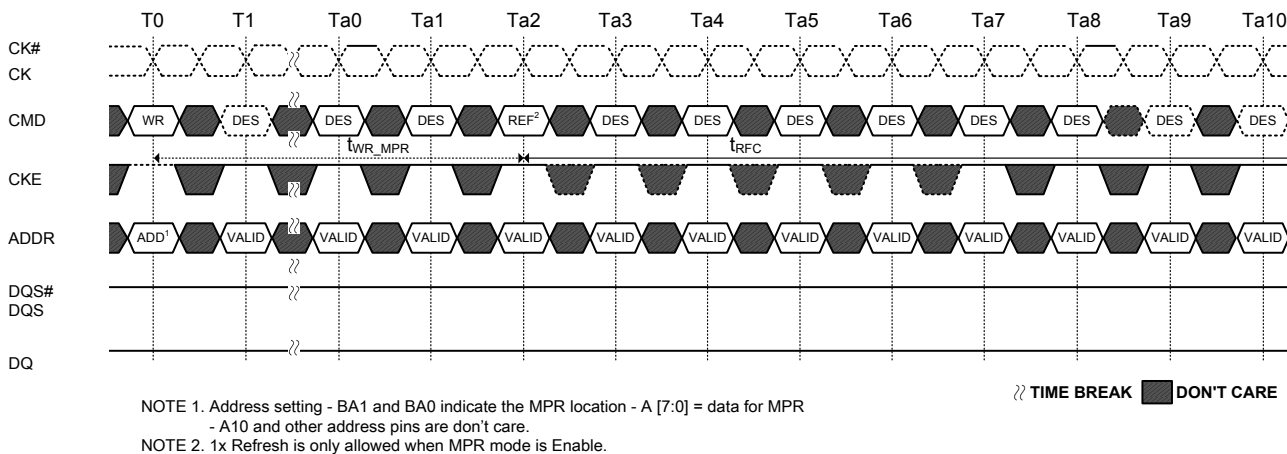 T0 T1 Ta0 Ta1 Ta2 Ta3 Ta4 Ta5 Ta6 Ta7 Ta8 Ta9 Ta10
CK#
CK
CMD WR DES DES DES REF² DES DES DES DES DES DES DES DES
tWR_MPR tRFC
CKE
ADDR ADD¹ VALID VALID VALID VALID VALID VALID VALID VALID VALID VALID VALID VALID
DQS#
DQS
DQ
TIME BREAK DON'T CARE
NOTE 1. Address setting - BA1 and BA0 indicate the MPR location - A [7:0] = data for MPR
- A10 and other address pins are don't care.
NOTE 2. 1x Refresh is only allowed when MPR mode is Enable.